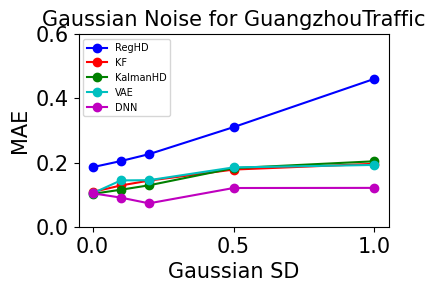 Gaussian Noise for GuangzhouTraffic
0.6
0.4
0.2
0.0
MAE
RegHD
KF
KalmanHD
VAE
DNN
0.0 0.5 1.0
Gaussian SD